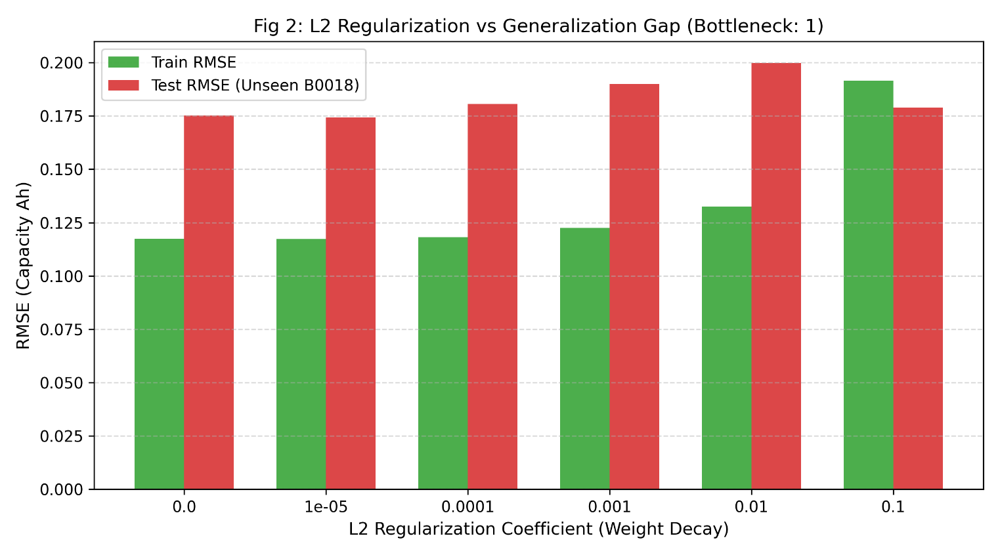 Fig 2: L2 Regularization vs Generalization Gap (Bottleneck: 1)
Train RMSE
Test RMSE (Unseen B0018)
RMSE (Capacity Ah)
0.200
0.175
0.150
0.125
0.100
0.075
0.050
0.025
0.000
0.0 1e-05 0.0001 0.001 0.01 0.1
L2 Regularization Coefficient (Weight Decay)